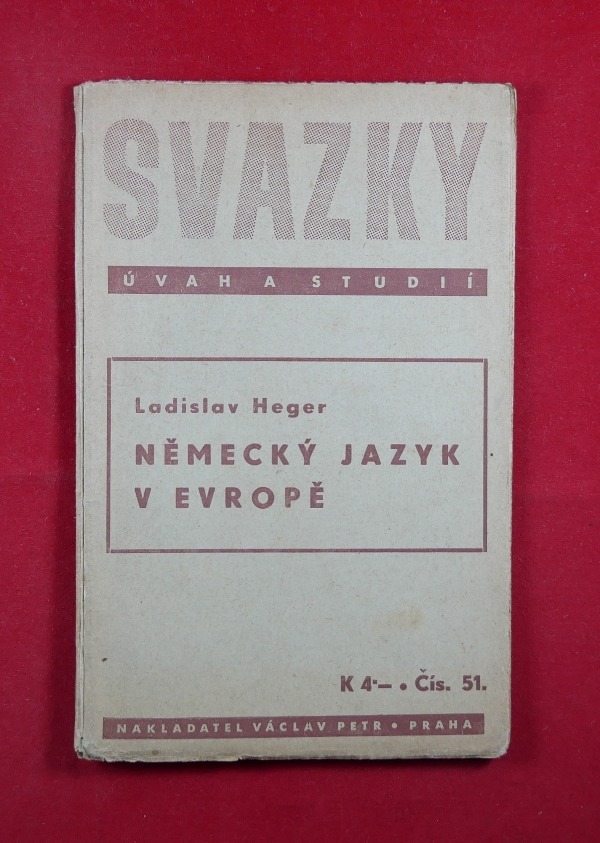 SVAZKY
ÚVAH A STUDIÍ
Ladislav Heger
NĚMECKÝ JAZYK
V EVROPĚ
K 4·— • Čís. 51.
NAKLADATEL VÁCLAV PETR • PRAHA